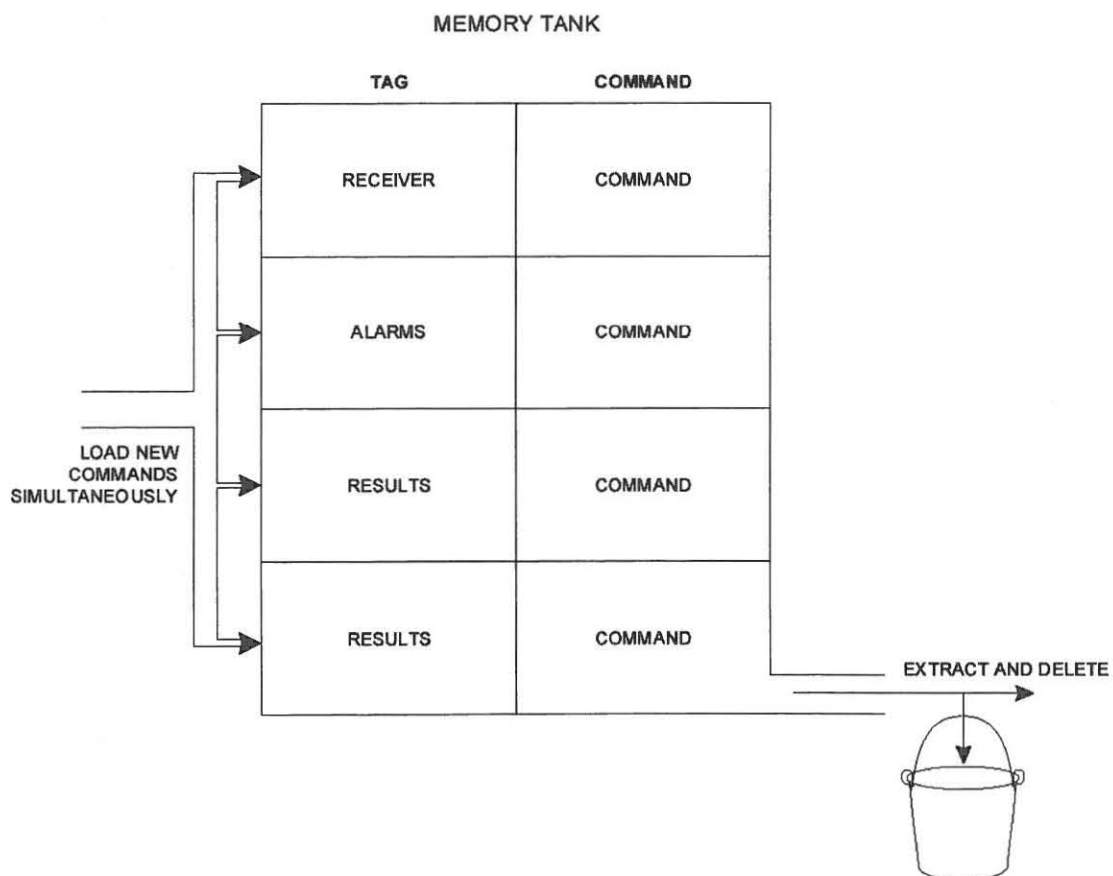 MEMORY TANK
TAG COMMAND
RECEIVER COMMAND
ALARMS COMMAND
LOAD NEW
COMMANDS
SIMULTANEOUSLY
RESULTS COMMAND
RESULTS COMMAND
EXTRACT AND DELETE